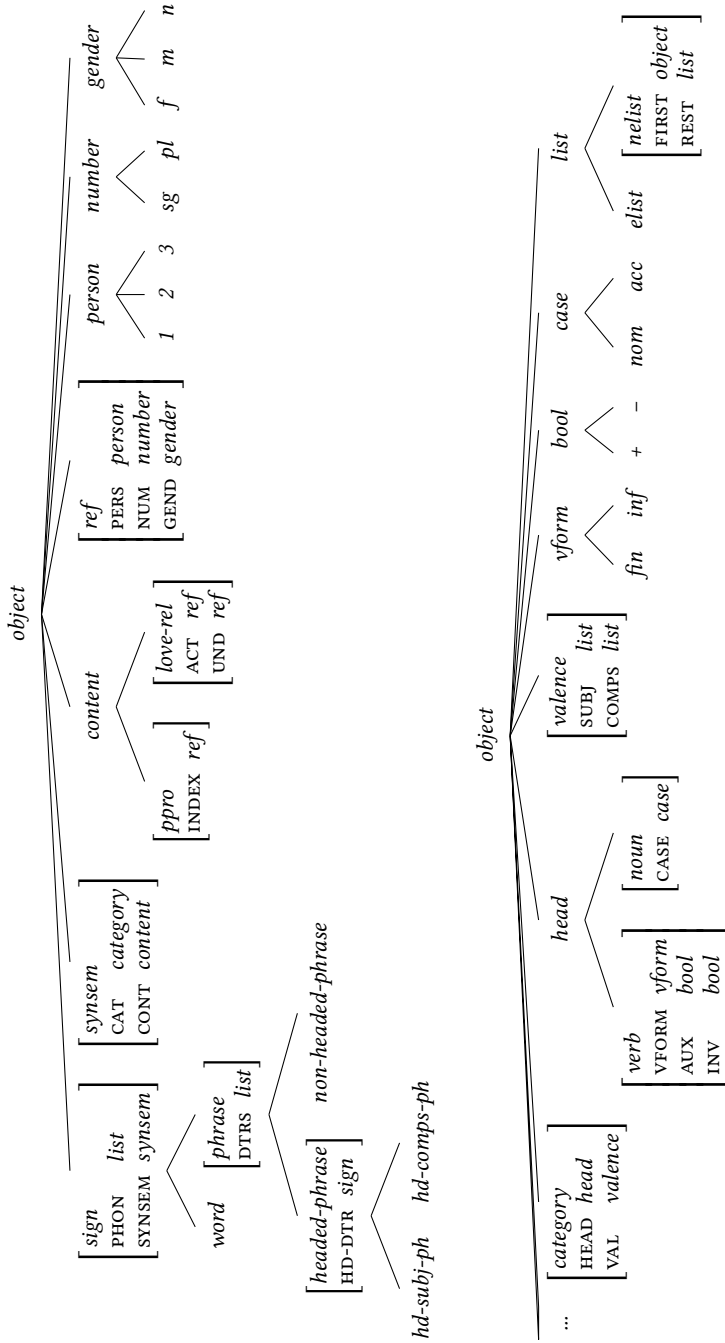 object
sign
PHON list
SYNSEM synsem
synsem
CAT category
CONT content
content
ref
PERS person
NUM number
GEND gender
person
number
gender
1 2 3
sg pl
f m n
word
phrase
DTRS list
ppro
INDEX ref
love-rel
ACT ref
UND ref
headed-phrase
HD-DTR sign
non-headed-phrase
hd-subj-ph hd-comps-ph
object
...
category
HEAD head
VAL valence
head
valence
SUBJ list
COMPS list
vform
bool
case
list
verb
VFORM vform
AUX bool
INV bool
noun
CASE case
fin inf
+ −
nom acc
elist
nelist
FIRST object
REST list